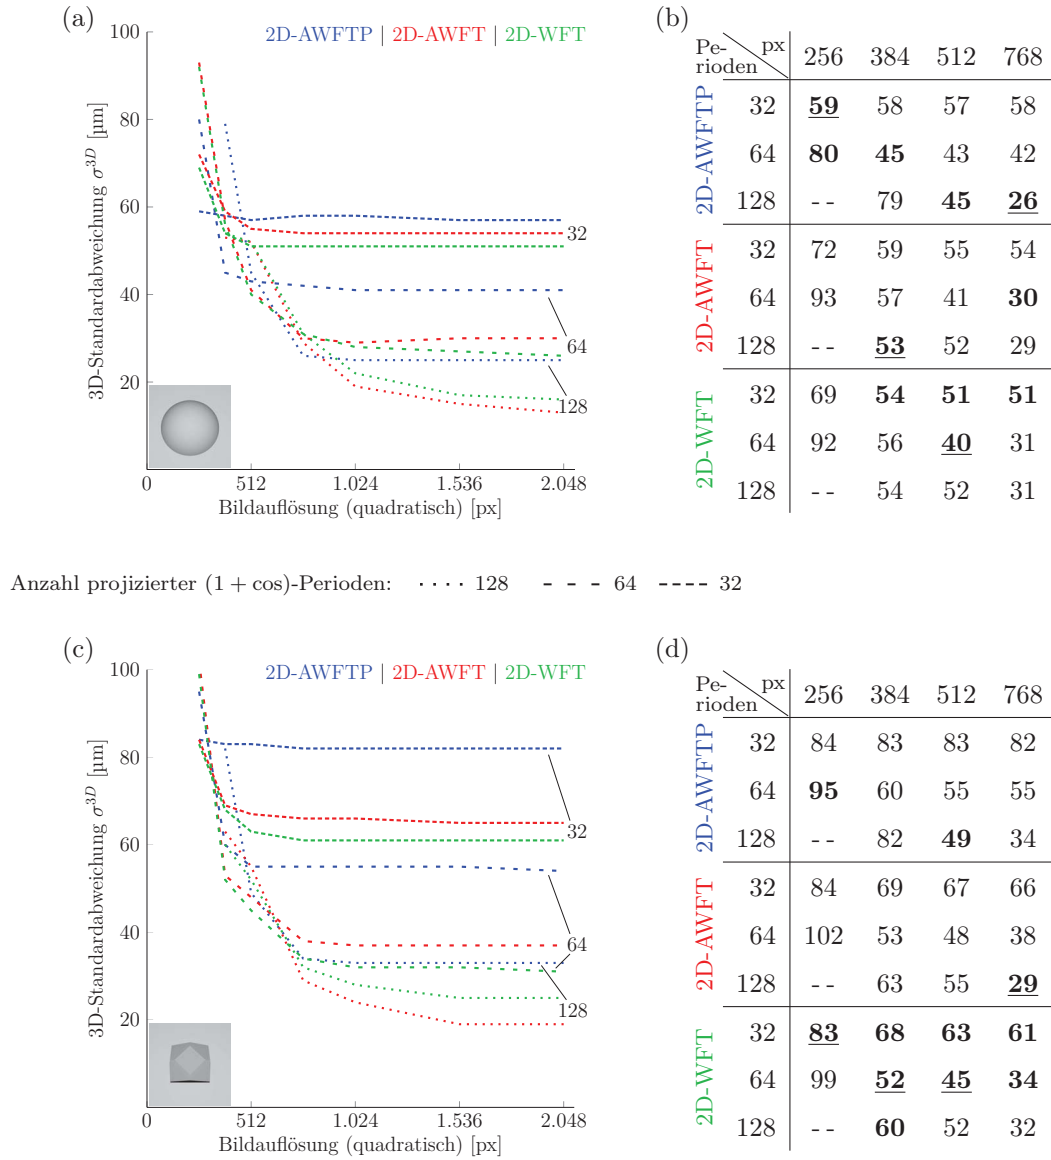 (a)
2D-AWFTP | 2D-AWFT | 2D-WFT
3D-Standardabweichung σ³ᴰ [µm]
100
80
60
40
20
32
64
128
0 512 1.024 1.536 2.048
Bildauflösung (quadratisch) [px]
(b)
Pe-rioden px 256 384 512 768
2D-AWFTP
32 59 58 57 58
64 80 45 43 42
128 - - 79 45 26
2D-AWFT
32 72 59 55 54
64 93 57 41 30
128 - - 53 52 29
2D-WFT
32 69 54 51 51
64 92 56 40 31
128 - - 54 52 31
Anzahl projizierter (1 + cos)-Perioden: 128 64 32
(c)
2D-AWFTP | 2D-AWFT | 2D-WFT
3D-Standardabweichung σ³ᴰ [µm]
100
80
60
40
20
32
64
128
0 512 1.024 1.536 2.048
Bildauflösung (quadratisch) [px]
(d)
Pe-rioden px 256 384 512 768
2D-AWFTP
32 84 83 83 82
64 95 60 55 55
128 - - 82 49 34
2D-AWFT
32 84 69 67 66
64 102 53 48 38
128 - - 63 55 29
2D-WFT
32 83 68 63 61
64 99 52 45 34
128 - - 60 52 32